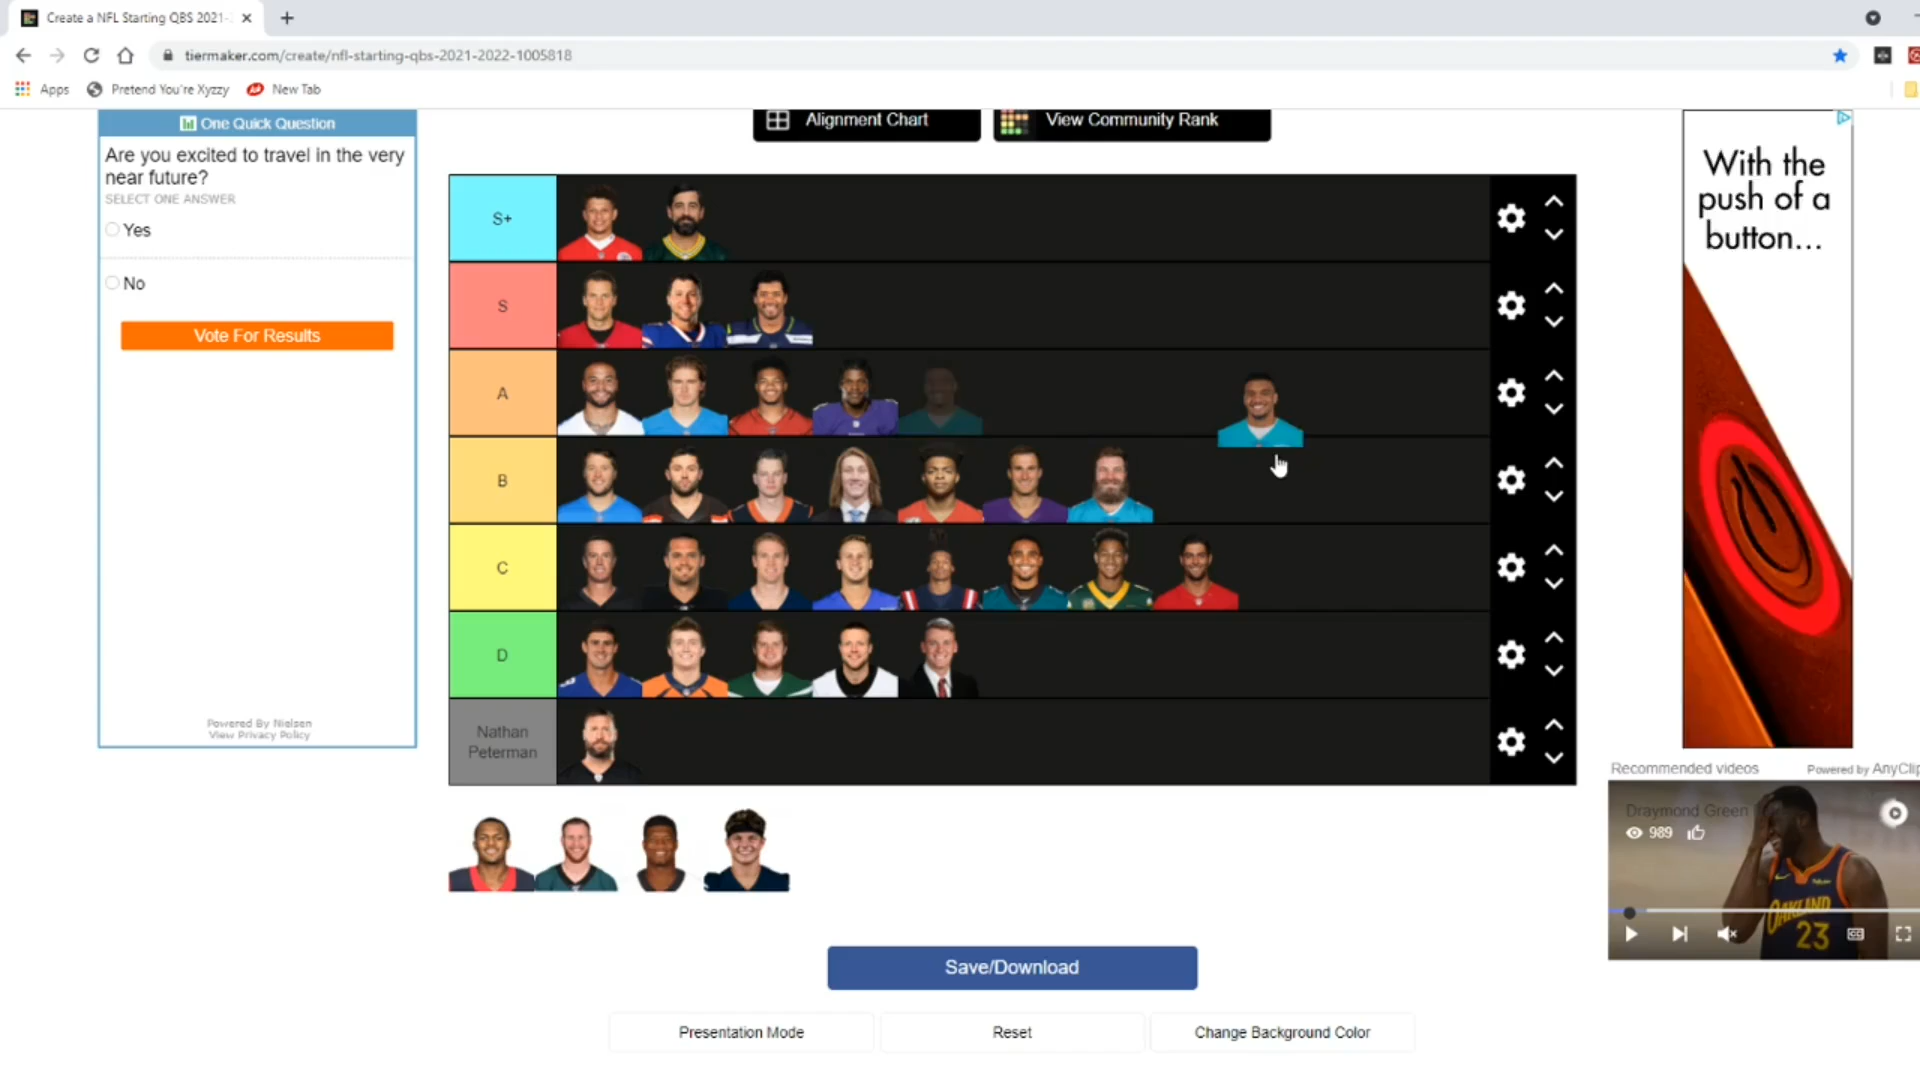 Create a NFL Starting QBS 2021-
tiermaker.com/create/nfl-starting-qbs-2021-2022-1005818
Apps
Pretend You're Xyzzy
New Tab
One Quick Question
Are you excited to travel in the very
near future?
SELECT ONE ANSWER
Yes
No
Vote For Results
Powered By Nielsen
View Privacy Policy
Alignment Chart
View Community Rank
S+
S
A
B
C
D
Nathan
Peterman
Save/Download
Presentation Mode
Reset
Change Background Color
With the
push of a
button...
Recommended videos
Powered by AnyClip
Draymond Green
989
OAKLAND
23
CC